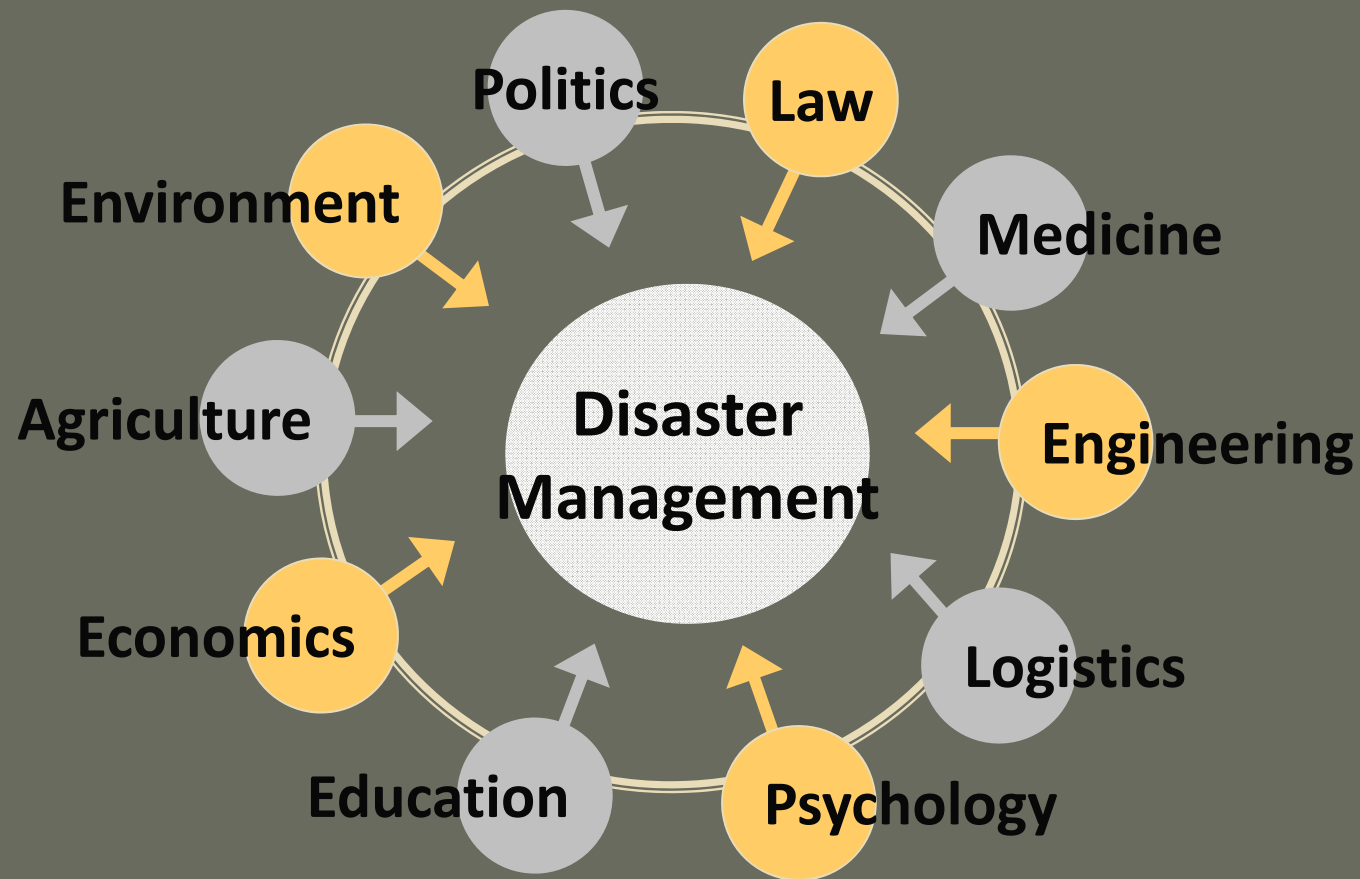 Politics
Law
Environment
Medicine
Agriculture
Disaster
Management
Engineering
Economics
Logistics
Education
Psychology